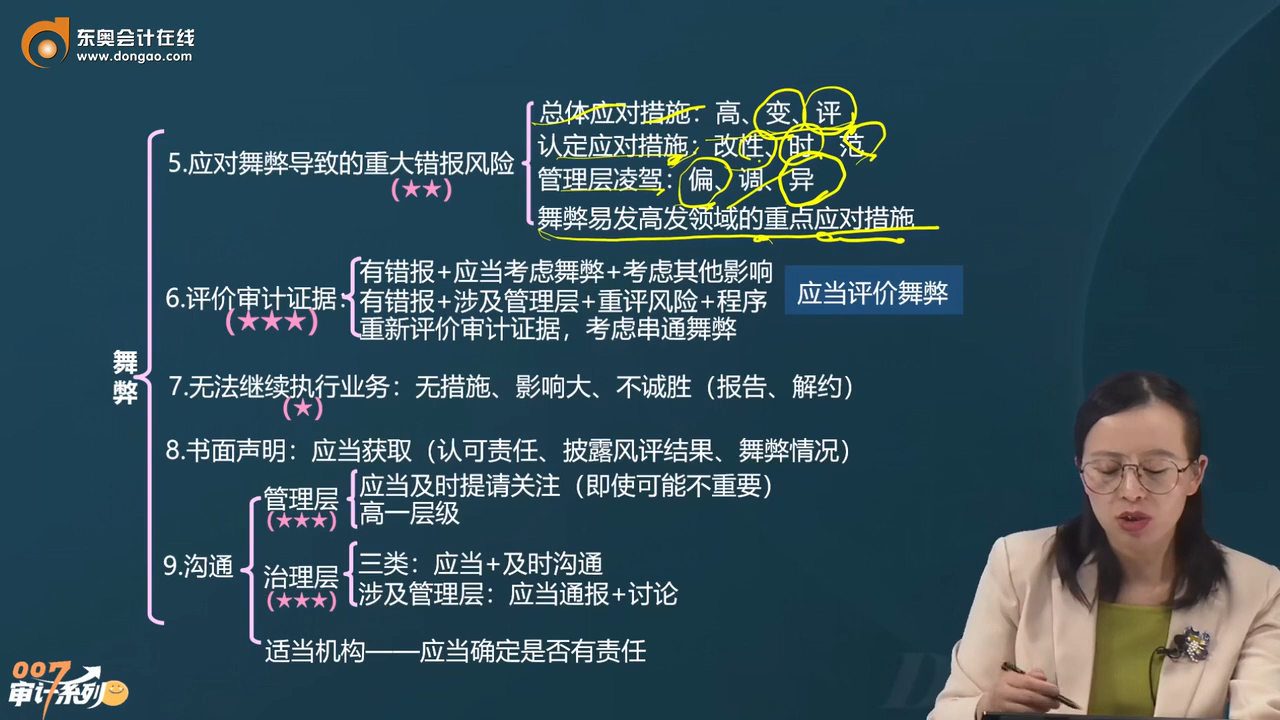 东奥会计在线
www.dongao.com
舞弊
5.应对舞弊导致的重大错报风险
(★★)
总体应对措施：高、变、评
认定应对措施：改性、时 范
管理层凌驾：偏、调、异
舞弊易发高发领域的重点应对措施
6.评价审计证据：
(★★★)
有错报+应当考虑舞弊+考虑其他影响
有错报+涉及管理层+重评风险+程序
重新评价审计证据，考虑串通舞弊
应当评价舞弊
7.无法继续执行业务：无措施、影响大、不诚胜（报告、解约）
(★)
8.书面声明：应当获取（认可责任、披露风评结果、舞弊情况）
9.沟通
管理层
(★★★)
应当及时提请关注（即使可能不重要）
高一层级
治理层
(★★★)
三类：应当+及时沟通
涉及管理层：应当通报+讨论
适当机构——应当确定是否有责任
007
审计系列